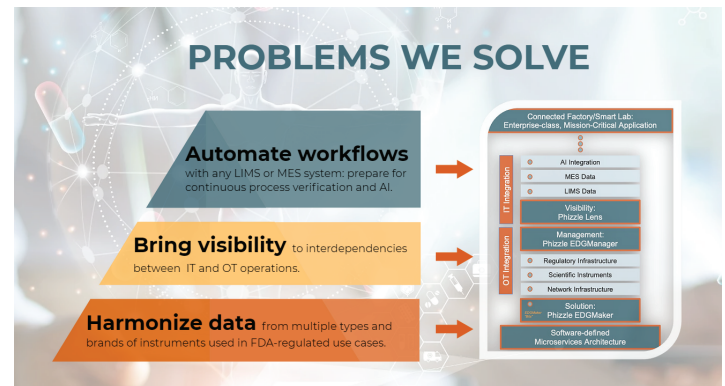 PROBLEMS WE SOLVE
Automate workflows
with any LIMS or MES system: prepare for
continuous process verification and AI.
Bring visibility to interdependencies
between IT and OT operations.
Harmonize data from multiple types and
brands of instruments used in FDA-regulated use cases.
Connected Factory/Smart Lab:
Enterprise-class, Mission-Critical Application
IT Integration
AI Integration
MES Data
LIMS Data
Visibility:
Phizzle Lens
OT Integration
Management:
Phizzle EDGManager
Regulatory Infrastructure
Scientific Instruments
Network Infrastructure
Solution:
Phizzle EDGMaker
Software-defined
Microservices Architecture